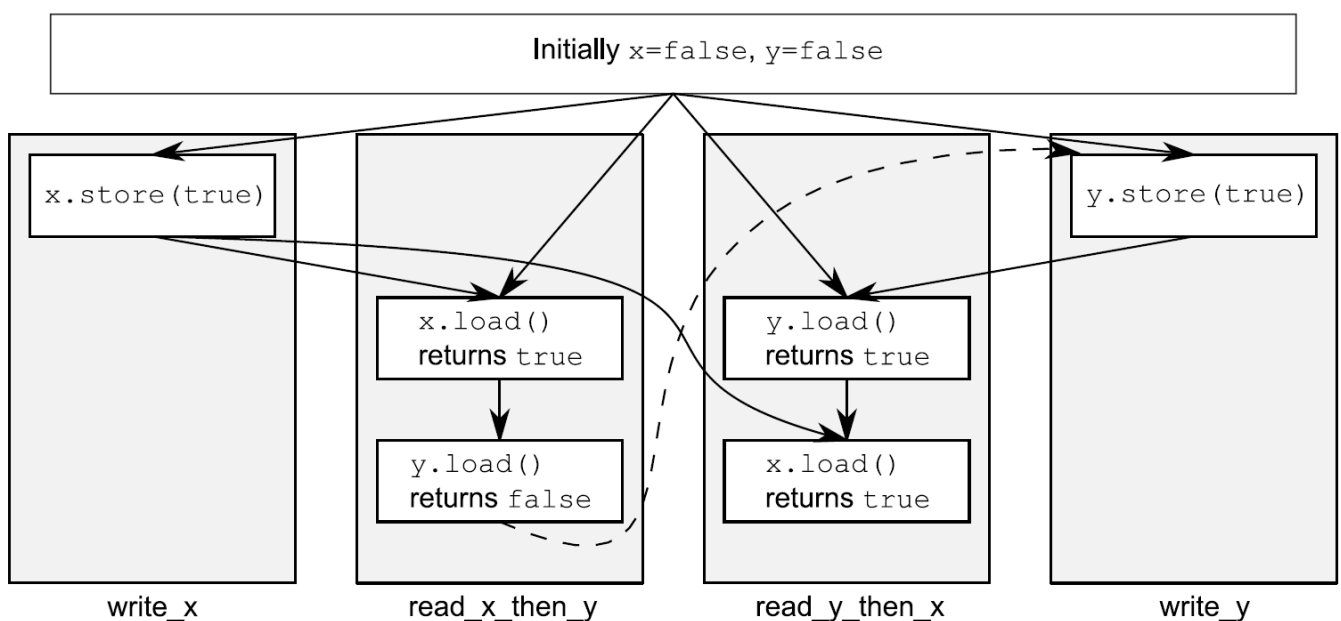 Initially x=false, y=false
x.store(true)
y.store(true)
x.load()
returns true
y.load()
returns true
y.load()
returns false
x.load()
returns true
write_x
read_x_then_y
read_y_then_x
write_y